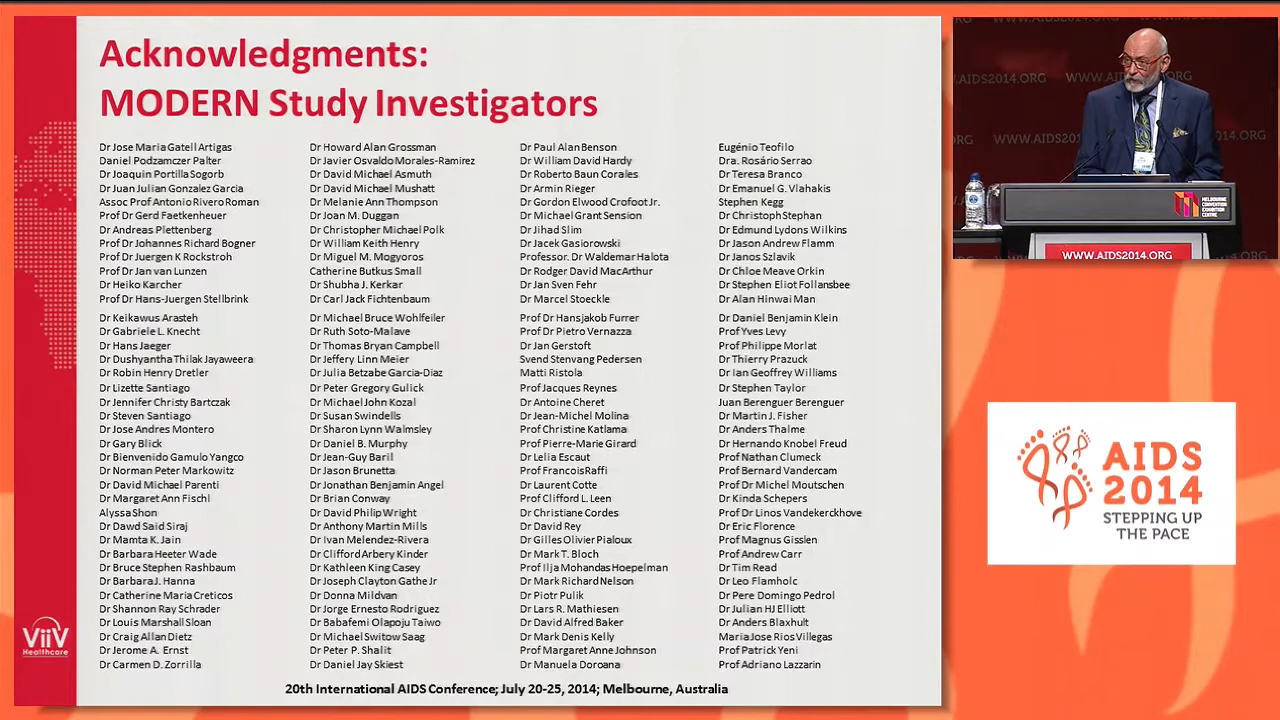 Acknowledgments:
MODERN Study Investigators
Dr Jose Maria Gatell Artigas
Daniel Podzamczer Palter
Dr Joaquin Portilla Sogorb
Dr Juan Julian Gonzalez Garcia
Assoc Prof Antonio Rivero Roman
Prof Dr Gerd Faetkenheuer
Dr Andreas Plettenberg
Prof Dr Johannes Richard Bogner
Prof Dr Juergen K Rockstroh
Prof Dr Jan van Lunzen
Dr Heiko Karcher
Prof Dr Hans-Juergen Stellbrink
Dr Keikawus Arasteh
Dr Gabriele L. Knecht
Dr Hans Jaeger
Dr Dushyantha Thilak Jayaweera
Dr Robin Henry Dretler
Dr Lizette Santiago
Dr Jennifer Christy Bartczak
Dr Steven Santiago
Dr Jose Andres Montero
Dr Gary Blick
Dr Bienvenido Gamulo Yangco
Dr Norman Peter Markowitz
Dr David Michael Parenti
Dr Margaret Ann Fischl
Alyssa Shon
Dr Dawd Said Siraj
Dr Mamta K. Jain
Dr Barbara Heeter Wade
Dr Bruce Stephen Rashbaum
Dr Barbara J. Hanna
Dr Catherine Maria Creticos
Dr Shannon Ray Schrader
Dr Louis Marshall Sloan
Dr Craig Allan Dietz
Dr Jerome A. Ernst
Dr Carmen D. Zorrilla
Dr Howard Alan Grossman
Dr Javier Osvaldo Morales-Ramirez
Dr David Michael Asmuth
Dr David Michael Mushatt
Dr Melanie Ann Thompson
Dr Joan M. Duggan
Dr Christopher Michael Polk
Dr William Keith Henry
Dr Miguel M. Mogyoros
Catherine Butkus Small
Dr Shubha J. Kerkar
Dr Carl Jack Fichtenbaum
Dr Michael Bruce Wohlfeiler
Dr Ruth Soto-Malave
Dr Thomas Bryan Campbell
Dr Jeffery Linn Meier
Dr Julia Betzabe Garcia-Diaz
Dr Peter Gregory Gulick
Dr Michael John Kozal
Dr Susan Swindells
Dr Sharon Lynn Walmsley
Dr Daniel B. Murphy
Dr Jean-Guy Baril
Dr Jason Brunetta
Dr Jonathan Benjamin Angel
Dr Brian Conway
Dr David Philip Wright
Dr Anthony Martin Mills
Dr Ivan Melendez-Rivera
Dr Clifford Arbery Kinder
Dr Kathleen King Casey
Dr Joseph Clayton Gathe Jr
Dr Donna Mildvan
Dr Jorge Ernesto Rodriguez
Dr Babafemi Olapoju Taiwo
Dr Michael Switow Saag
Dr Peter P. Shalit
Dr Daniel Jay Skiest
Dr Paul Alan Benson
Dr William David Hardy
Dr Roberto Baun Corales
Dr Armin Rieger
Dr Gordon Elwood Crofoot Jr.
Dr Michael Grant Sension
Dr Jihad Slim
Dr Jacek Gasiorowski
Professor. Dr Waldemar Halota
Dr Rodger David MacArthur
Dr Jan Sven Fehr
Dr Marcel Stoeckle
Prof Dr Hansjakob Furrer
Prof Dr Pietro Vernazza
Dr Jan Gerstoft
Svend Stenvang Pedersen
Matti Ristola
Prof Jacques Reynes
Dr Antoine Cheret
Dr Jean-Michel Molina
Prof Christine Katlama
Prof Pierre-Marie Girard
Dr Lelia Escaut
Prof Francois Raffi
Dr Laurent Cotte
Prof Clifford L. Leen
Dr Christiane Cordes
Dr David Rey
Dr Gilles Olivier Pialoux
Dr Mark T. Bloch
Prof Ilja Mohandas Hoepelman
Dr Mark Richard Nelson
Dr Piotr Pulik
Dr Lars R. Mathiesen
Dr David Alfred Baker
Dr Mark Denis Kelly
Prof Margaret Anne Johnson
Dr Manuela Doroana
Eugénio Teofilo
Dra. Rosário Serrao
Dr Teresa Branco
Dr Emanuel G. Vlahakis
Stephen Kegg
Dr Christoph Stephan
Dr Edmund Lydons Wilkins
Dr Jason Andrew Flamm
Dr Janos Szlavik
Dr Chloe Meave Orkin
Dr Stephen Eliot Follansbee
Dr Alan Hinwai Man
Dr Daniel Benjamin Klein
Prof Yves Levy
Prof Philippe Morlat
Dr Thierry Prazuck
Dr Ian Geoffrey Williams
Dr Stephen Taylor
Juan Berenguer Berenguer
Dr Martin J. Fisher
Dr Anders Thalme
Dr Hernando Knobel Freud
Prof Nathan Clumeck
Prof Bernard Vandercam
Prof Dr Michel Moutschen
Dr Kinda Schepers
Prof Dr Linos Vandekerckhove
Dr Eric Florence
Prof Magnus Gisslen
Prof Andrew Carr
Dr Tim Read
Dr Leo Flamholc
Dr Pere Domingo Pedrol
Dr Julian HJ Elliott
Dr Anders Blaxhult
Maria Jose Rios Villegas
Prof Patrick Yeni
Prof Adriano Lazzarin
20th International AIDS Conference; July 20-25, 2014; Melbourne, Australia
ViiV
Healthcare
WWW.AIDS2014.ORG
MELBOURNE
CONVENTION
EXHIBITION
CENTRE
WWW.AIDS2014.ORG
AIDS
2014
STEPPING UP
THE PACE